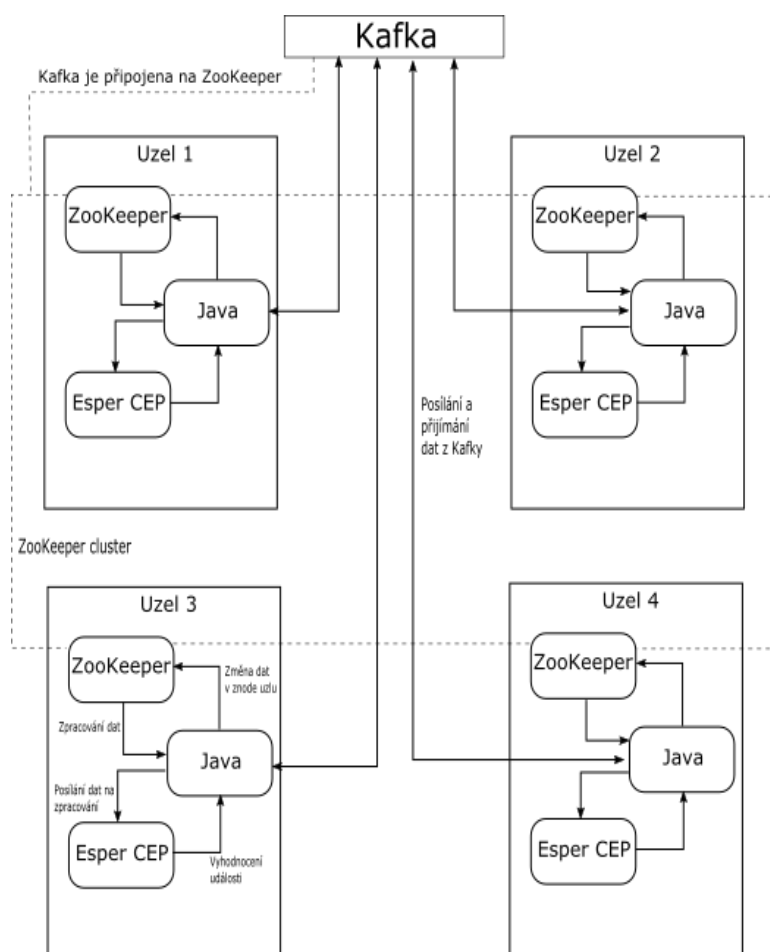 Kafka
Kafka je připojena na ZooKeeper
Uzel 1
ZooKeeper
Java
Esper CEP
Uzel 2
ZooKeeper
Java
Esper CEP
Posílání a
přijímání
dat z Kafky
ZooKeeper cluster
Uzel 3
ZooKeeper
Změna dat
v znode uzlu
Zpracování dat
Java
Posílání dat na
zpracování
Esper CEP
Vyhodnocení
události
Uzel 4
ZooKeeper
Java
Esper CEP